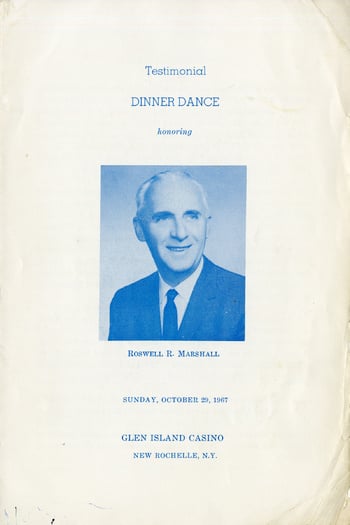 Testimonial
DINNER DANCE
honoring
Roswell R. Marshall
SUNDAY, OCTOBER 29, 1967
GLEN ISLAND CASINO
NEW ROCHELLE, N.Y.